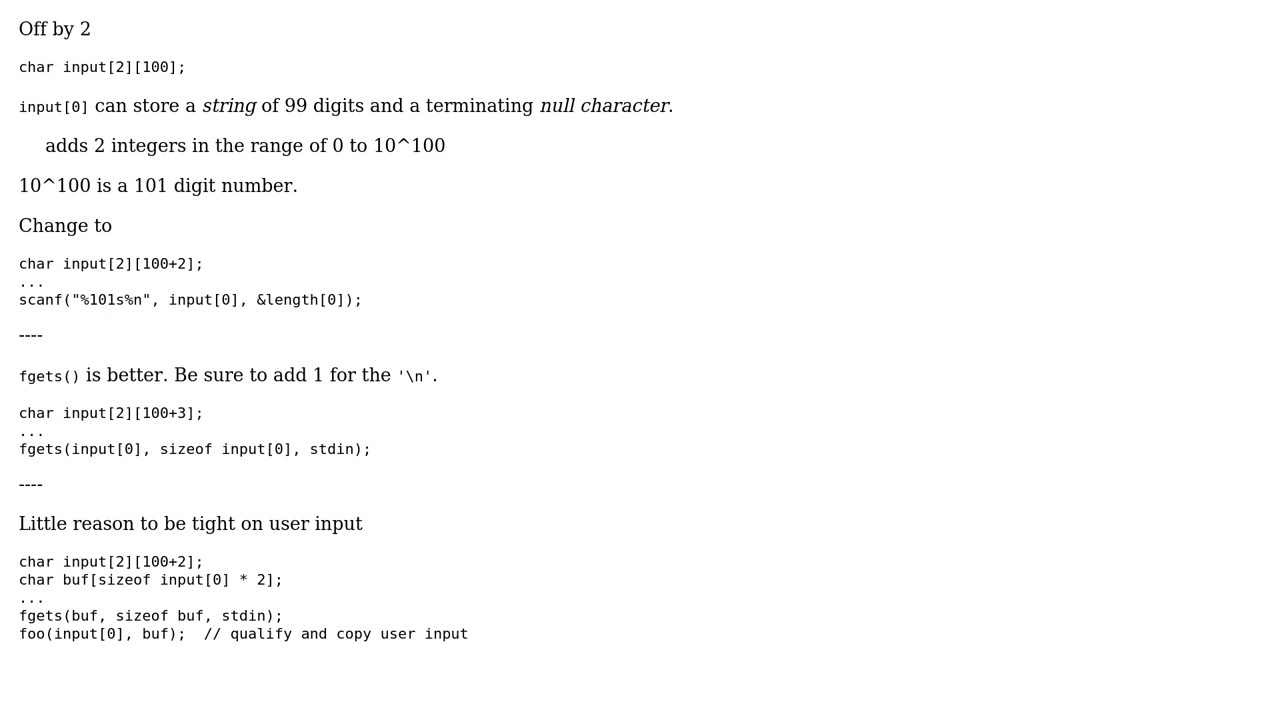 Off by 2
char input[2][100];
input[0] can store a string of 99 digits and a terminating null character.
adds 2 integers in the range of 0 to 10^100
10^100 is a 101 digit number.
Change to
char input[2][100+2];
...
scanf("%101s%n", input[0], &length[0]);
----
fgets() is better. Be sure to add 1 for the '\n'.
char input[2][100+3];
...
fgets(input[0], sizeof input[0], stdin);
----
Little reason to be tight on user input
char input[2][100+2];
char buf[sizeof input[0] * 2];
...
fgets(buf, sizeof buf, stdin);
foo(input[0], buf);  // qualify and copy user input